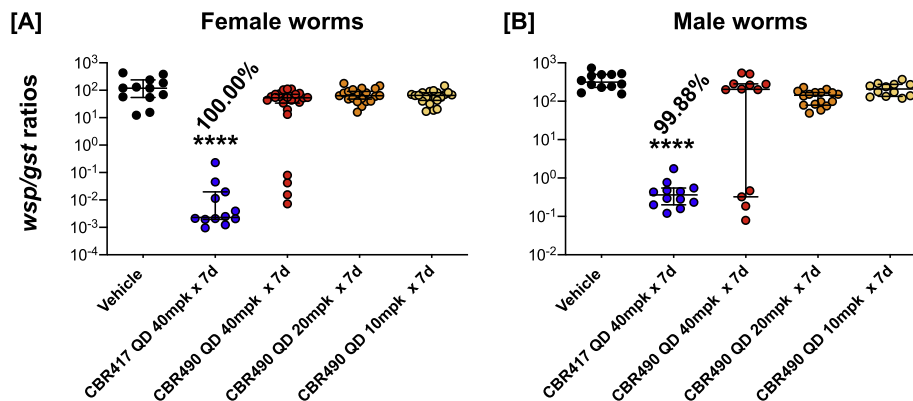 [A] Female worms
wsp/gst ratios
10³
10²
10¹
10⁰
10⁻¹
10⁻²
10⁻³
10⁻⁴
100.00%
****
Vehicle
CBR417 QD 40mpk x 7d
CBR490 QD 40mpk x 7d
CBR490 QD 20mpk x 7d
CBR490 QD 10mpk x 7d
[B] Male worms
10³
10²
10¹
10⁰
10⁻¹
10⁻²
99.88%
****
Vehicle
CBR417 QD 40mpk x 7d
CBR490 QD 40mpk x 7d
CBR490 QD 20mpk x 7d
CBR490 QD 10mpk x 7d